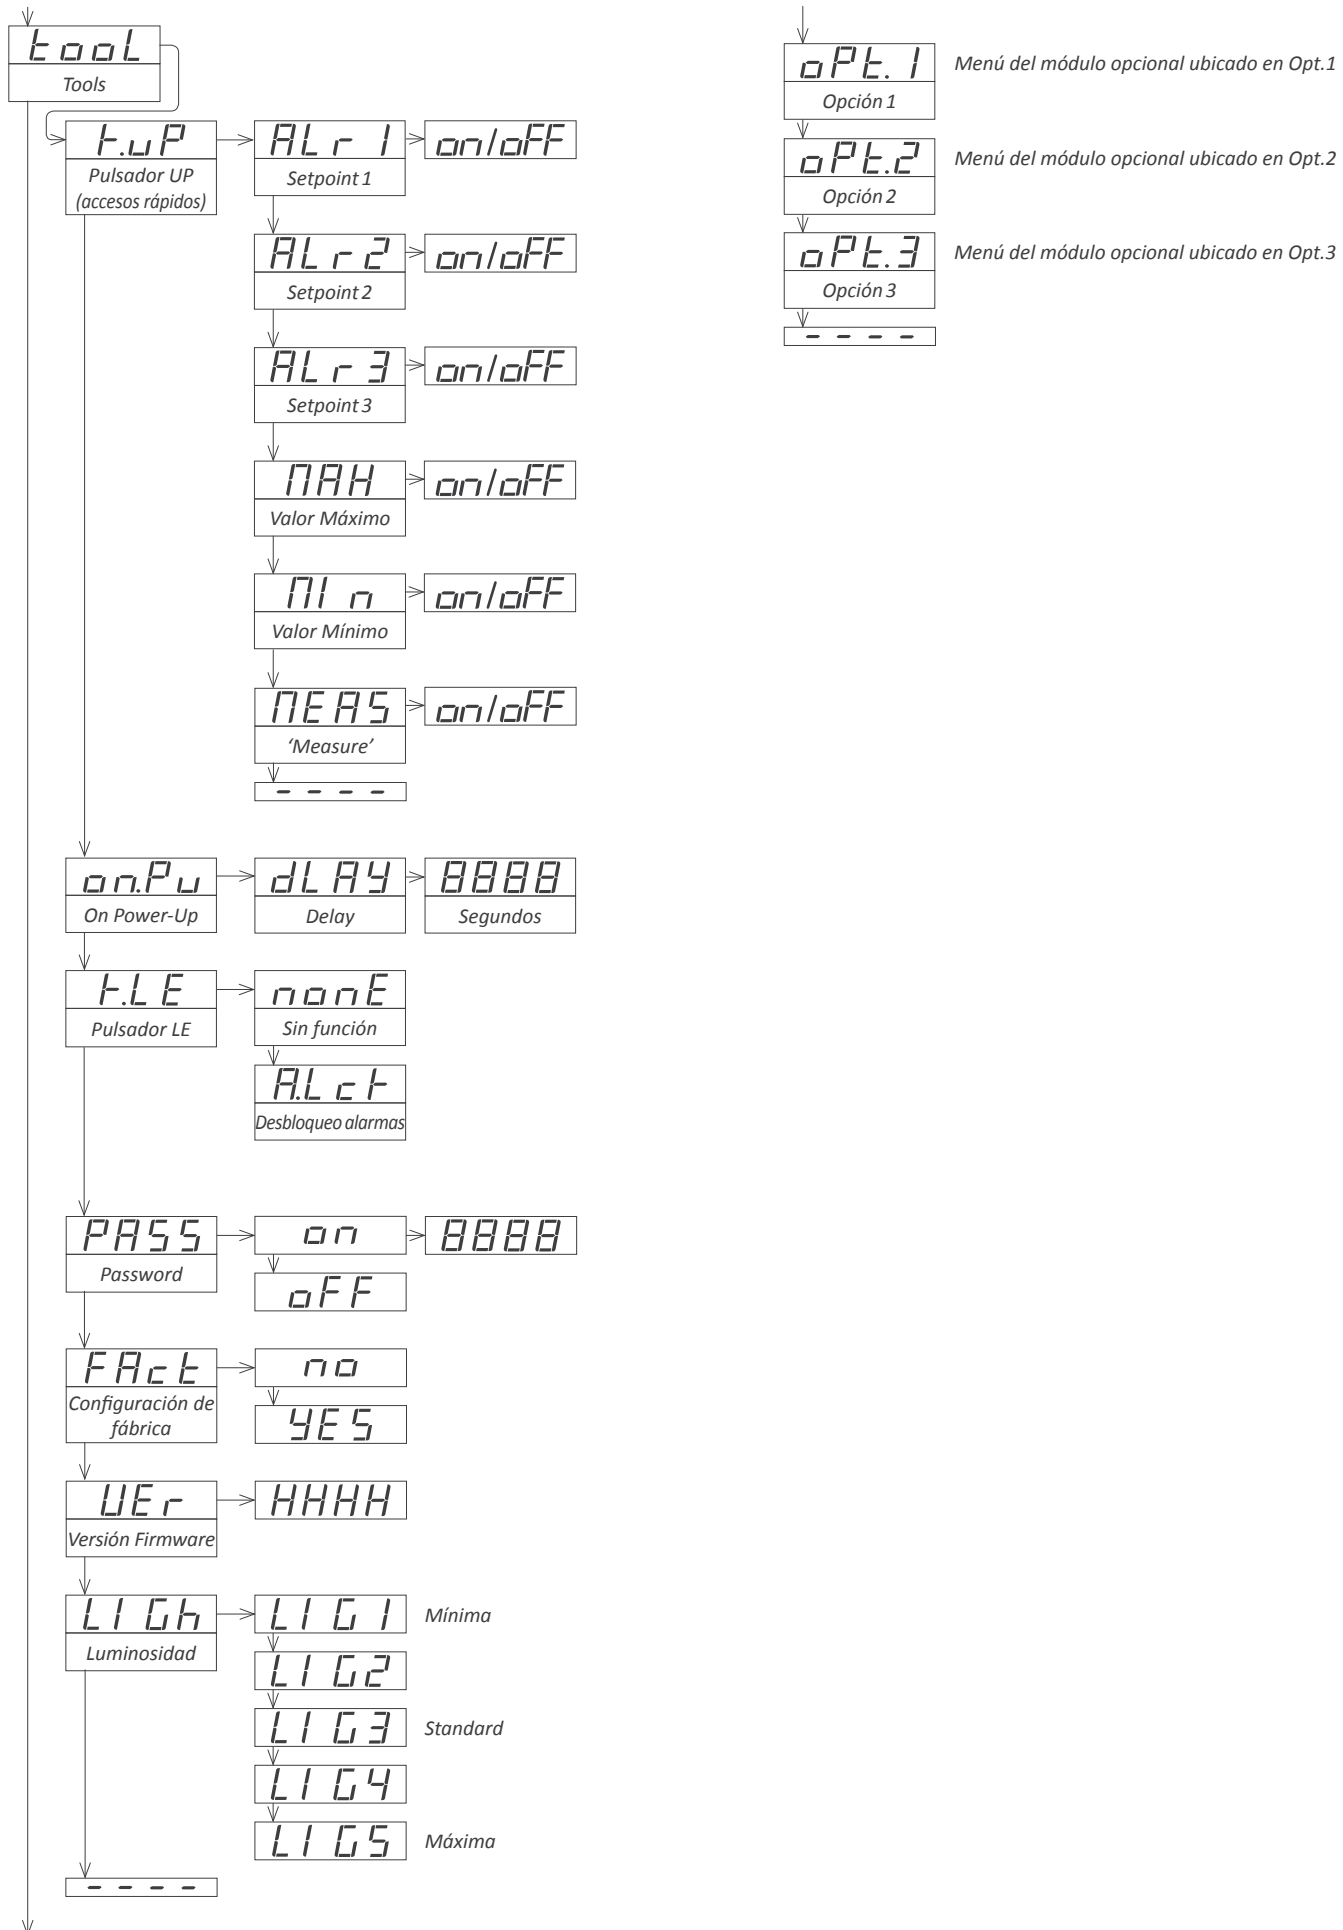 tooL
Tools
k.uP
Pulsador UP
(accesos rápidos)
ALr1
Setpoint 1
on/oFF
ALr2
Setpoint 2
on/oFF
ALr3
Setpoint 3
on/oFF
MAX
Valor Máximo
on/oFF
MIn
Valor Mínimo
on/oFF
MEAS
‘Measure’
on/oFF
----
on.Pu
On Power-Up
dLAY
Delay
8888
Segundos
k.LE
Pulsador LE
nonE
Sin función
A.Lck
Desbloqueo alarmas
PASS
Password
on
8888
oFF
FAct
Configuración de
fábrica
no
YES
VEr
Versión Firmware
HHHH
LIGh
Luminosidad
LIG1
Mínima
LIG2
LIG3
Standard
LIG4
LIG5
Máxima
----
oPt.1
Opción 1
Menú del módulo opcional ubicado en Opt.1
oPt.2
Opción 2
Menú del módulo opcional ubicado en Opt.2
oPt.3
Opción 3
Menú del módulo opcional ubicado en Opt.3
----